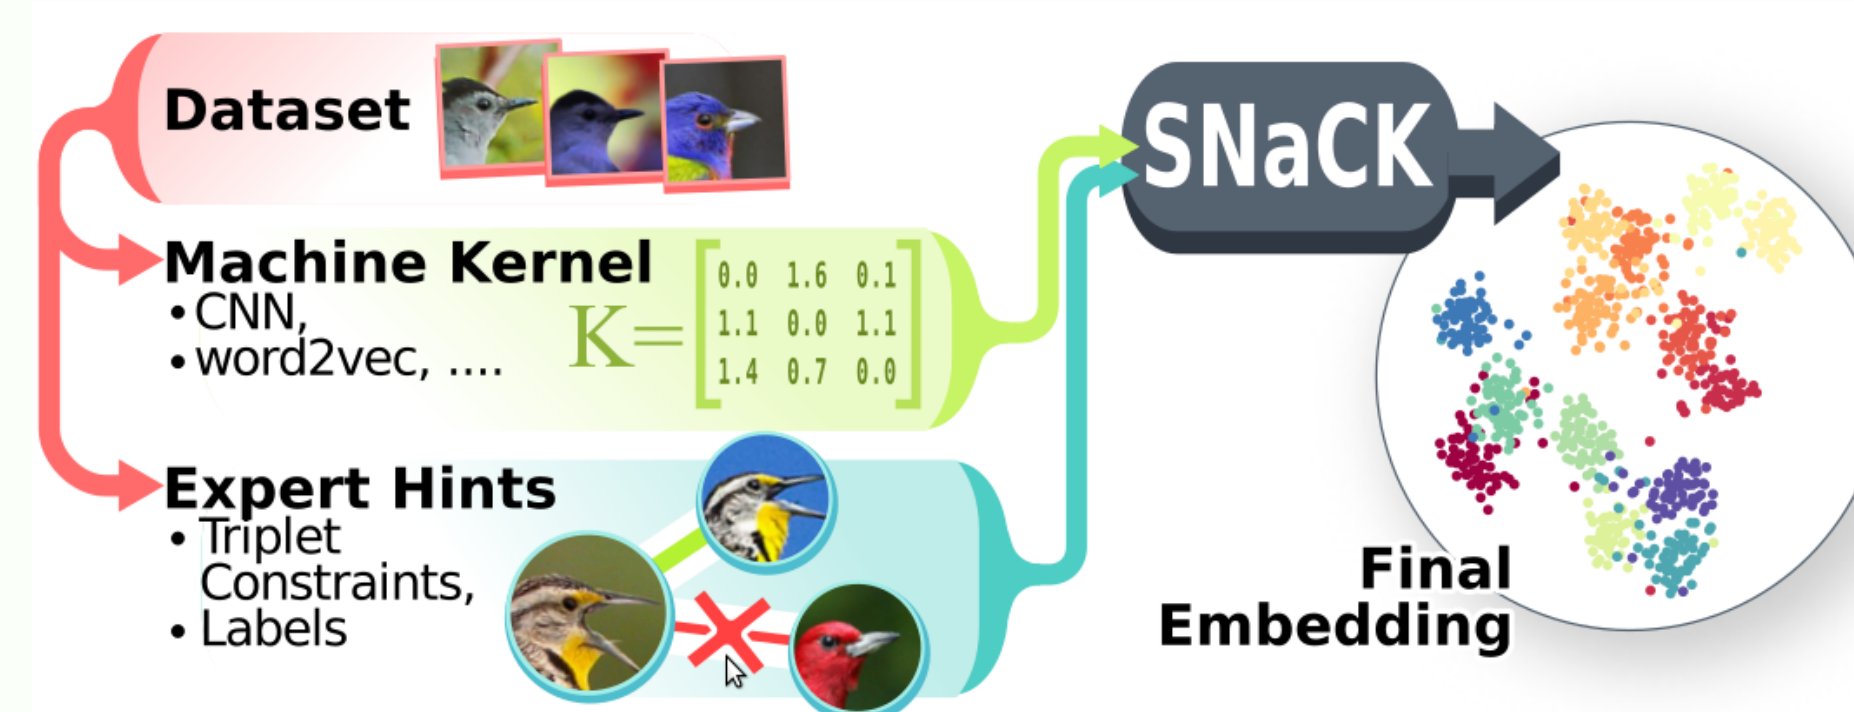 Dataset
Machine Kernel
• CNN,
• word2vec, ....
K=
0.0 1.6 0.1
1.1 0.0 1.1
1.4 0.7 0.0
Expert Hints
• Triplet
Constraints,
• Labels
SNaCK
Final
Embedding